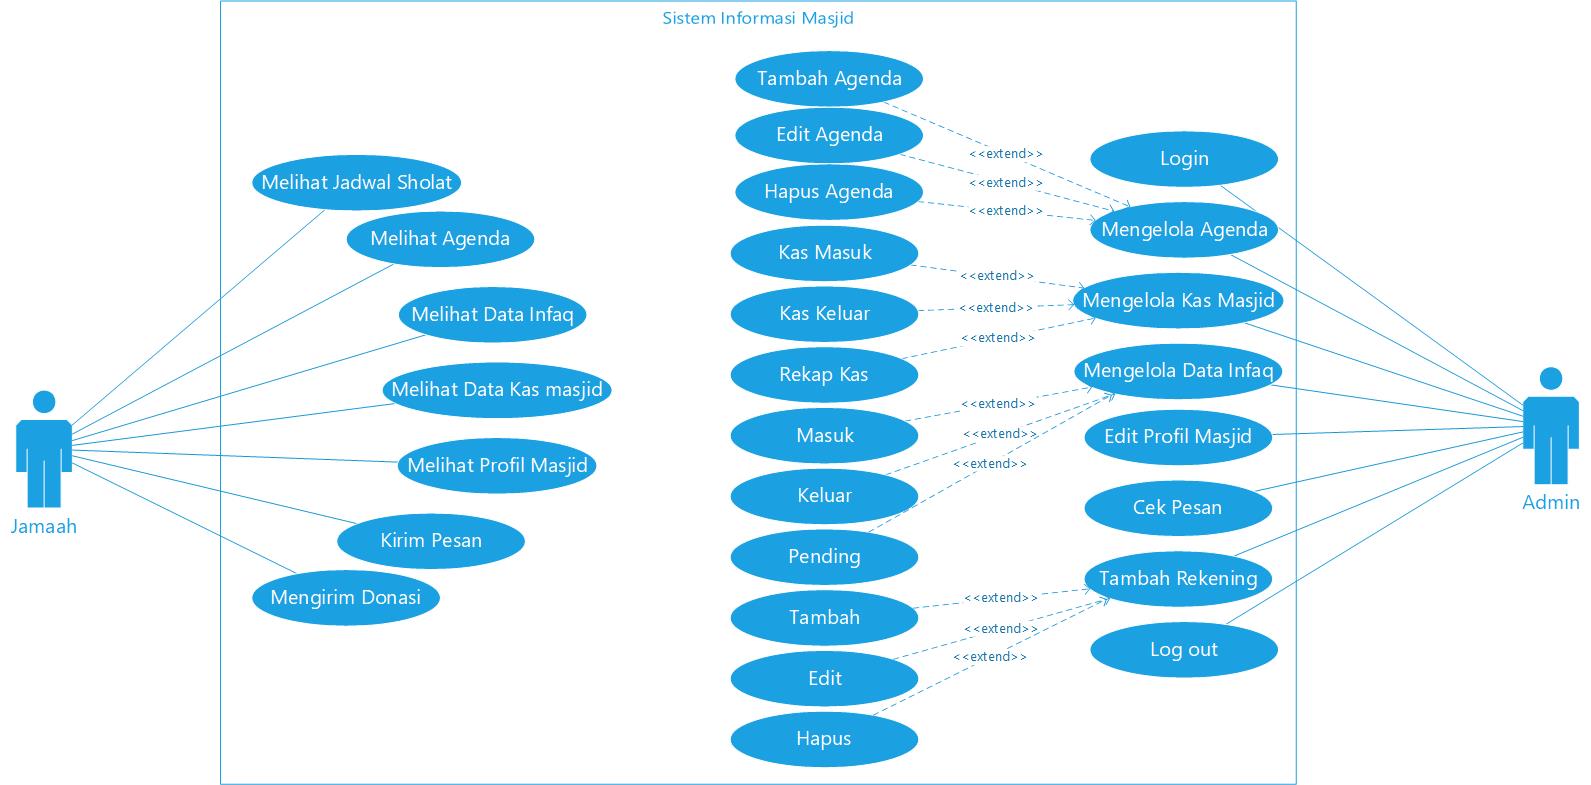 Sistem Informasi Masjid
Jamaah
Melihat Jadwal Sholat
Melihat Agenda
Melihat Data Infaq
Melihat Data Kas masjid
Melihat Profil Masjid
Kirim Pesan
Mengirim Donasi
Tambah Agenda
Edit Agenda
Hapus Agenda
Kas Masuk
Kas Keluar
Rekap Kas
Masuk
Keluar
Pending
Tambah
Edit
Hapus
<<extend>>
<<extend>>
<<extend>>
<<extend>>
<<extend>>
<<extend>>
<<extend>>
<<extend>>
<<extend>>
<<extend>>
<<extend>>
<<extend>>
Login
Mengelola Agenda
Mengelola Kas Masjid
Mengelola Data Infaq
Edit Profil Masjid
Cek Pesan
Tambah Rekening
Log out
Admin